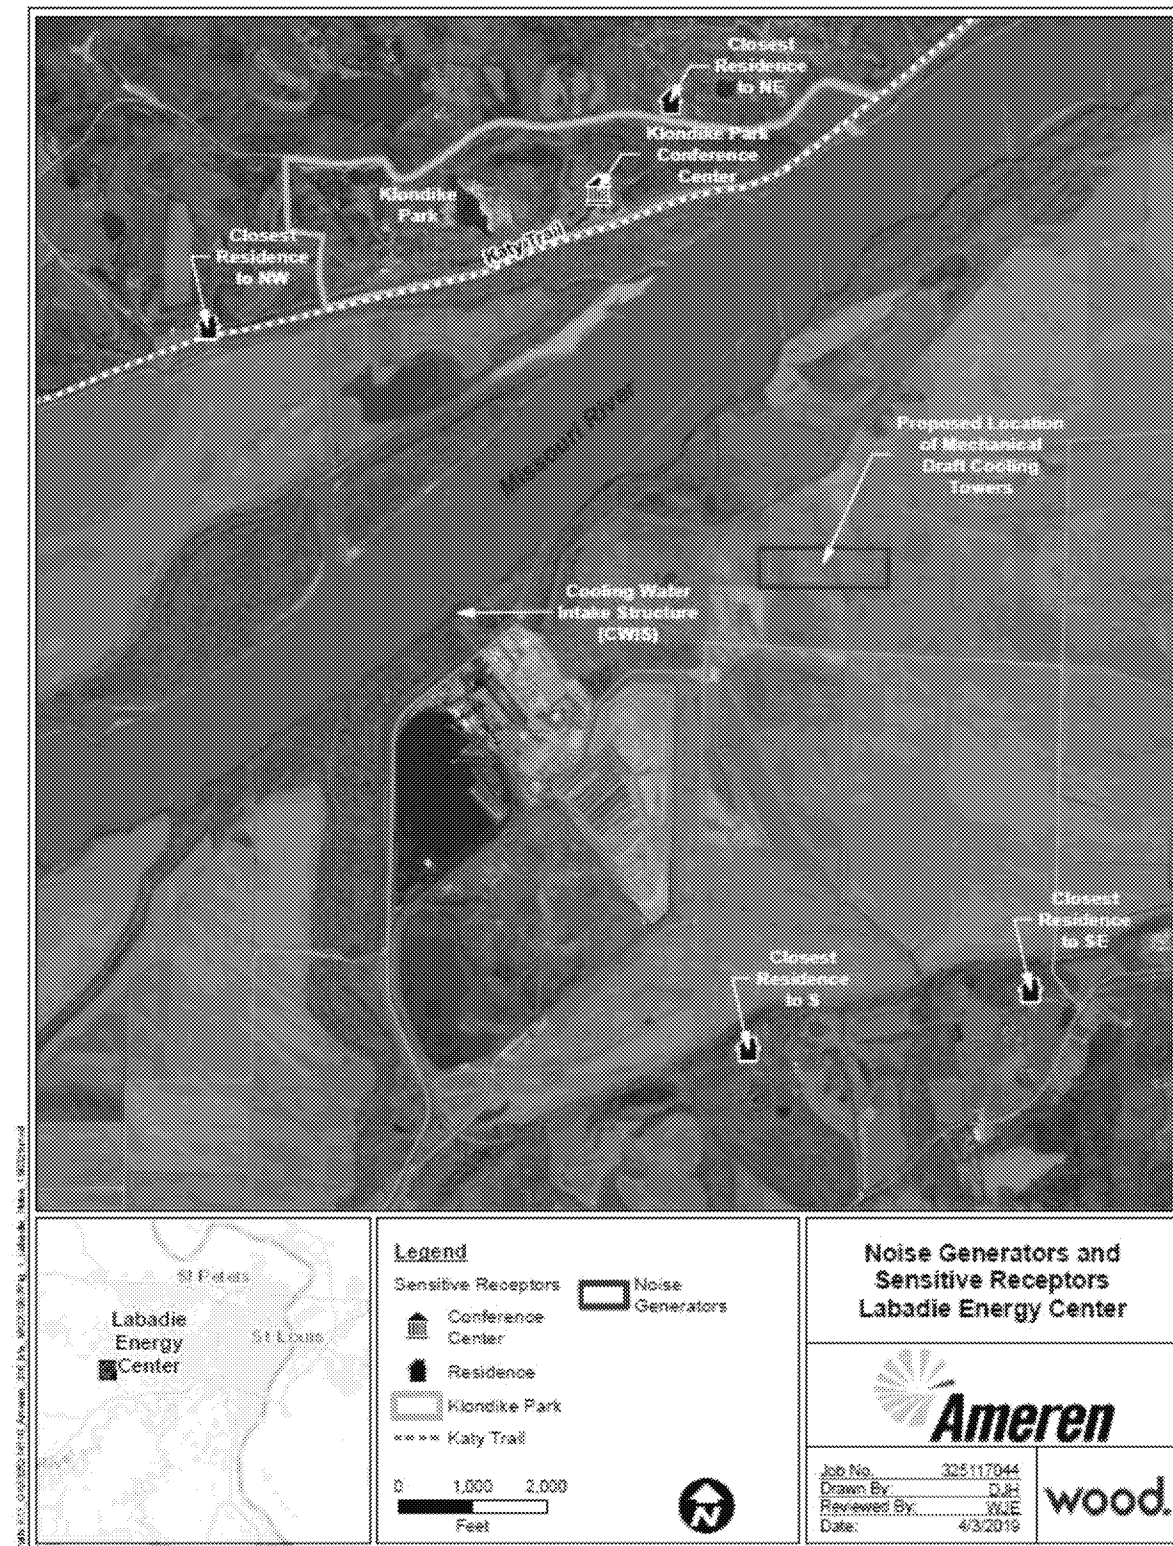 Closest
Residence
to NE
Klondike Park
Conference
Center
Klondike
Park
Katy Trail
Closest
Residence
to NW
Missouri River
Proposed Location
of Mechanical
Draft Cooling
Towers
Cooling Water
Intake Structure
(CWIS)
Closest
Residence
to SE
Closest
Residence
to S
St Louis
Labadie
Energy
Center
Legend
Sensitive Receptors
Conference
Center
Residence
Klondike Park
Katy Trail
Noise
Generators
0 1,000 2,000
Feet
N
Noise Generators and
Sensitive Receptors
Labadie Energy Center
Ameren
Job No. 325117044
Drawn By: DJH
Reviewed By: WJE
Date: 4/3/2019
wood.